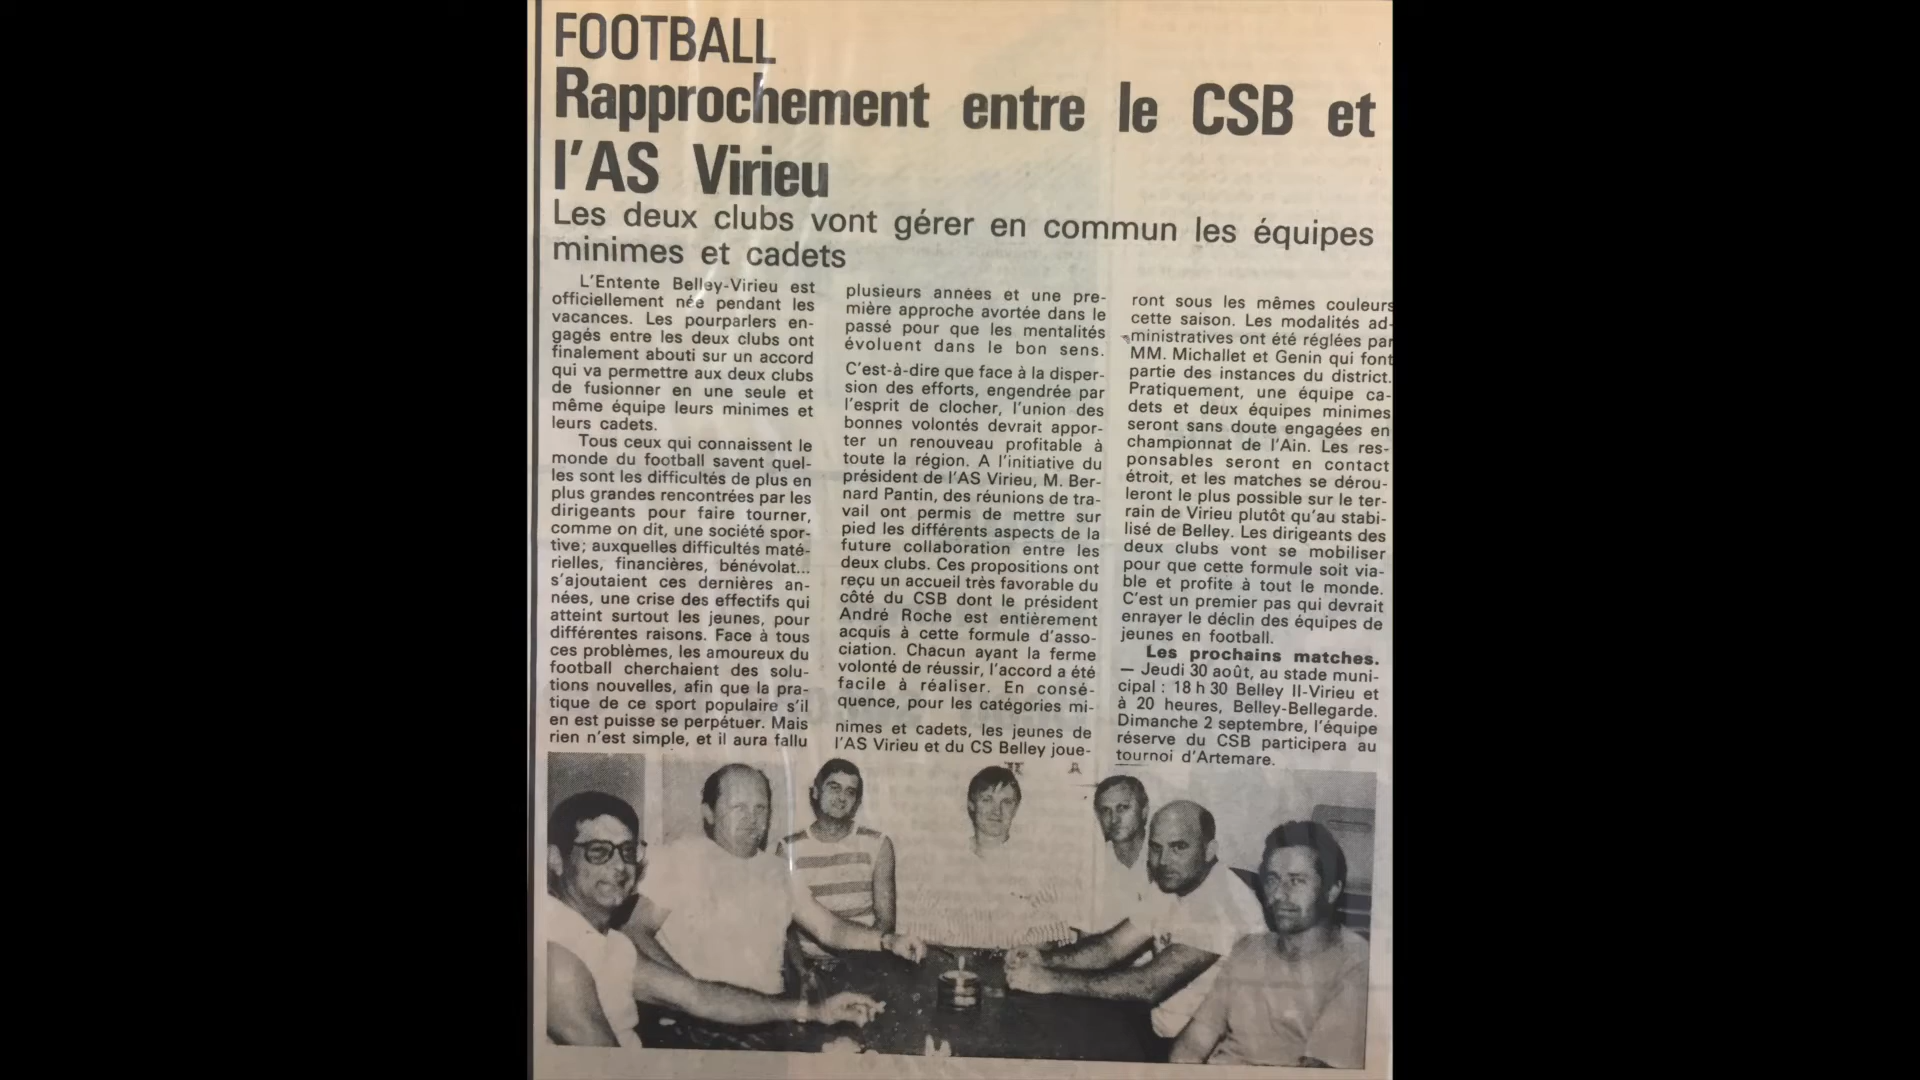 FOOTBALL
Rapprochement entre le CSB et
l'AS Virieu
Les deux clubs vont gérer en commun les équipes
minimes et cadets
L'Entente Belley-Virieu est
officiellement née pendant les
vacances. Les pourparlers en-
gagés entre les deux clubs ont
finalement abouti sur un accord
qui va permettre aux deux clubs
de fusionner en une seule et
même équipe leurs minimes et
leurs cadets.
Tous ceux qui connaissent le
monde du football savent quel-
les sont les difficultés de plus en
plus grandes rencontrées par les
dirigeants pour faire tourner,
comme on dit, une société spor-
tive; auxquelles difficultés maté-
rielles, financières, bénévolat...
s'ajoutaient ces dernières an-
nées, une crise des effectifs qui
atteint surtout les jeunes, pour
différentes raisons. Face à tous
ces problèmes, les amoureux du
football cherchaient des solu-
tions nouvelles, afin que la pra-
tique de ce sport populaire s'il
en est puisse se perpétuer. Mais
rien n'est simple, et il aura fallu
plusieurs années et une pre-
mière approche avortée dans le
passé pour que les mentalités
évoluent dans le bon sens.
C'est-à-dire que face à la disper-
sion des efforts, engendrée par
l'esprit de clocher, l'union des
bonnes volontés devrait appor-
ter un renouveau profitable à
toute la région. A l'initiative du
président de l'AS Virieu, M. Ber-
nard Pantin, des réunions de tra-
vail ont permis de mettre sur
pied les différents aspects de la
future collaboration entre les
deux clubs. Ces propositions ont
reçu un accueil très favorable du
côté du CSB dont le président
André Roche est entièrement
acquis à cette formule d'asso-
ciation. Chacun ayant la ferme
volonté de réussir, l'accord a été
facile à réaliser. En consé-
quence, pour les catégories mi-
nimes et cadets, les jeunes de
l'AS Virieu et du CS Belley joue-
ront sous les mêmes couleurs
cette saison. Les modalités ad-
ministratives ont été réglées par
MM. Michallet et Genin qui font
partie des instances du district.
Pratiquement, une équipe ca-
dets et deux équipes minimes
seront sans doute engagées en
championnat de l'Ain. Les res-
ponsables seront en contact
étroit, et les matches se dérou-
leront le plus possible sur le ter-
rain de Virieu plutôt qu'au stabi-
lisé de Belley. Les dirigeants des
deux clubs vont se mobiliser
pour que cette formule soit via-
ble et profite à tout le monde.
C'est un premier pas qui devrait
enrayer le déclin des équipes de
jeunes en football.
Les prochains matches.
— Jeudi 30 août, au stade muni-
cipal : 18 h 30 Belley II-Virieu et
à 20 heures, Belley-Bellegarde.
Dimanche 2 septembre, l'équipe
réserve du CSB participera au
tournoi d'Artemare.